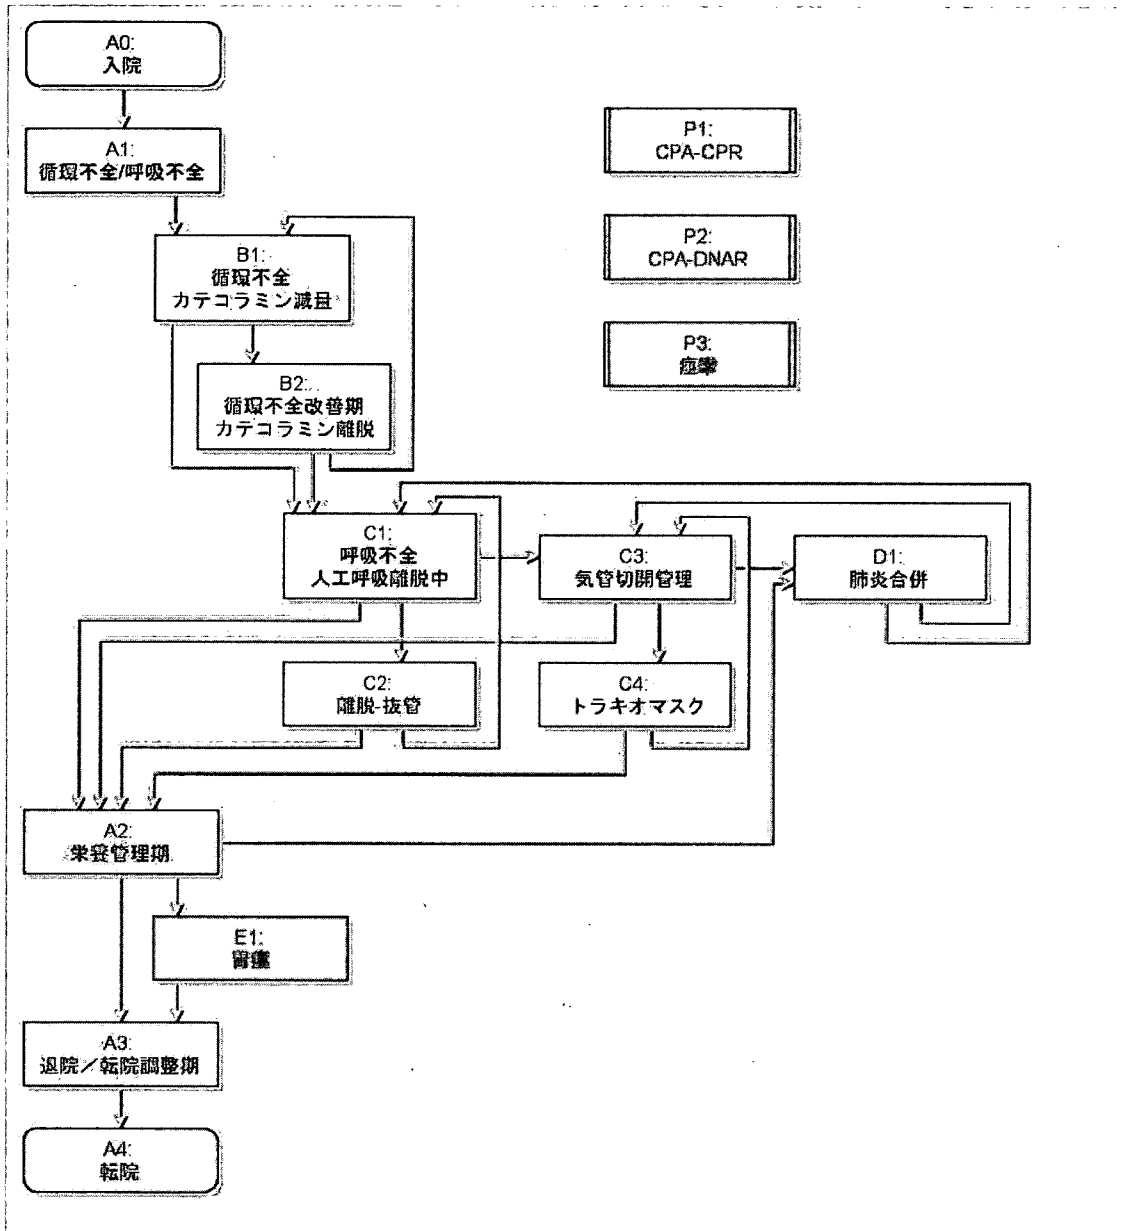 A0:
入院
A1:
循環不全/呼吸不全
P1:
CPA-CPR
P2:
CPA-DNAR
B1:
循環不全
カテコラミン減量
P3:
痙攣
B2:
循環不全改善期
カテコラミン離脱
C1:
呼吸不全
人工呼吸離脱中
C3:
気管切開管理
D1:
肺炎合併
C2:
離脱-抜管
C4:
トラキオマスク
A2:
栄養管理期
E1:
胃瘻
A3:
退院／転院調整期
A4:
転院